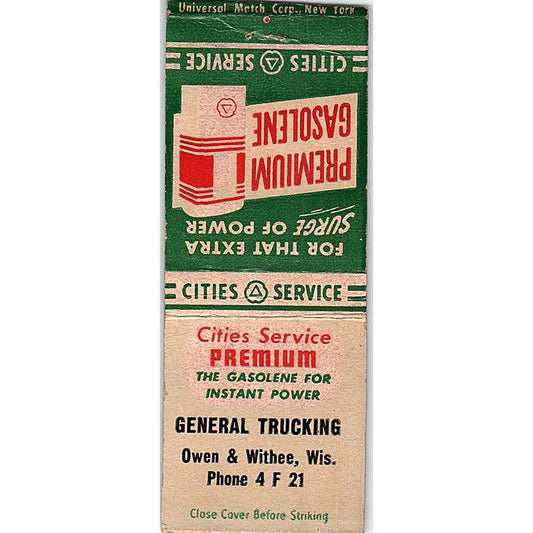 Universal Match Corp., New York
CITIES SERVICE
PREMIUM
GASOLENE
FOR THAT EXTRA
SURGE OF POWER
CITIES SERVICE
Cities Service
PREMIUM
THE GASOLENE FOR
INSTANT POWER
GENERAL TRUCKING
Owen & Withee, Wis.
Phone 4 F 21
Close Cover Before Striking